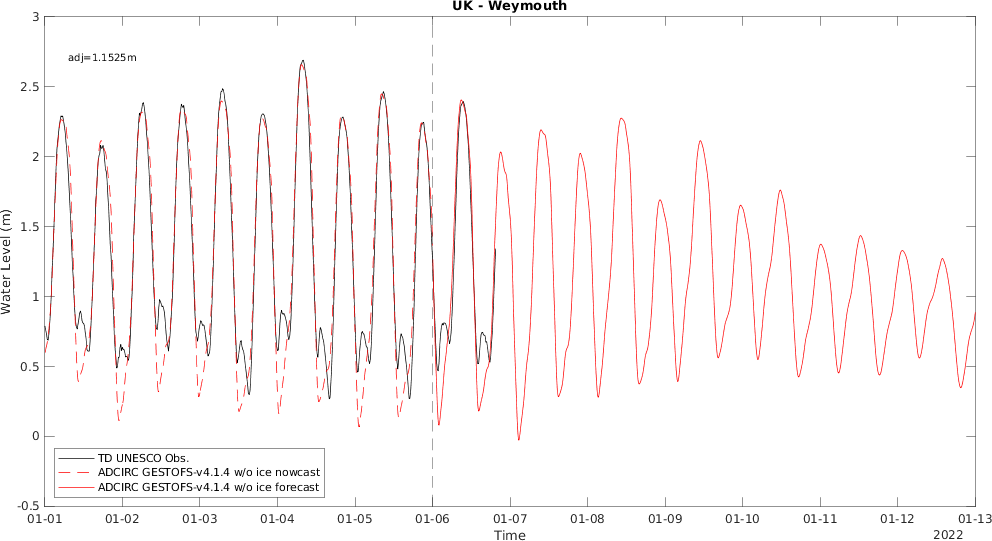 UK - Weymouth
adj=1.1525m
Water Level (m)
3
2.5
2
1.5
1
0.5
0
-0.5
TD UNESCO Obs.
ADCIRC GESTOFS-v4.1.4 w/o ice nowcast
ADCIRC GESTOFS-v4.1.4 w/o ice forecast
01-01 01-02 01-03 01-04 01-05 01-06 01-07 01-08 01-09 01-10 01-11 01-12 01-13
Time
2022